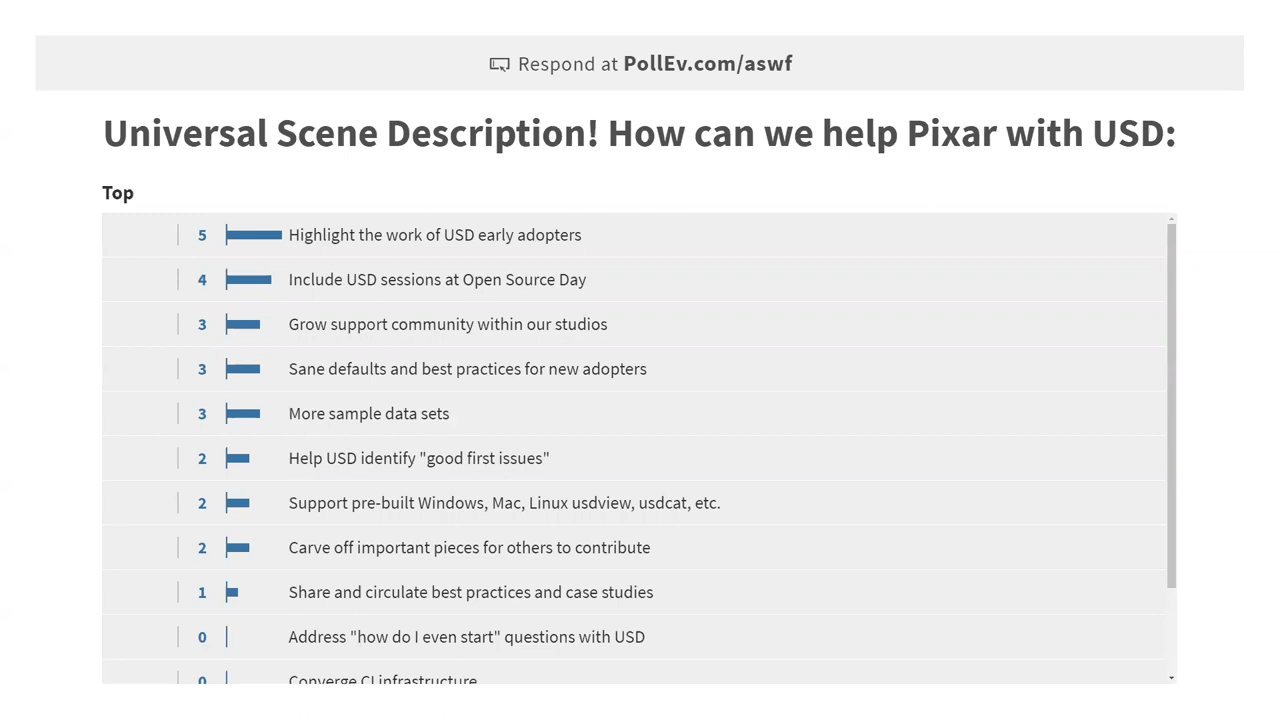 Respond at PollEv.com/aswf
Universal Scene Description! How can we help Pixar with USD:
Top
5 Highlight the work of USD early adopters
4 Include USD sessions at Open Source Day
3 Grow support community within our studios
3 Sane defaults and best practices for new adopters
3 More sample data sets
2 Help USD identify "good first issues"
2 Support pre-built Windows, Mac, Linux usdview, usdcat, etc.
2 Carve off important pieces for others to contribute
1 Share and circulate best practices and case studies
0 Address "how do I even start" questions with USD
0 Converge CI infrastructure